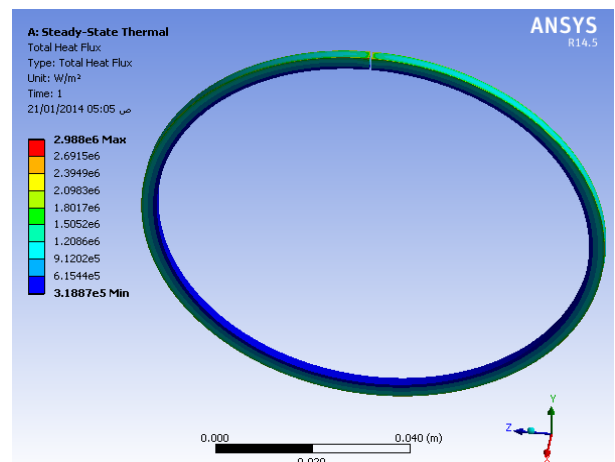 A: Steady-State Thermal
Total Heat Flux
Type: Total Heat Flux
Unit: W/m²
Time: 1
21/01/2014 05:05 ص
2.988e6 Max
2.6915e6
2.3949e6
2.0983e6
1.8017e6
1.5052e6
1.2086e6
9.1202e5
6.1544e5
3.1887e5 Min
ANSYS
R14.5
0.000
0.040 (m)
0.020
Y
Z
X